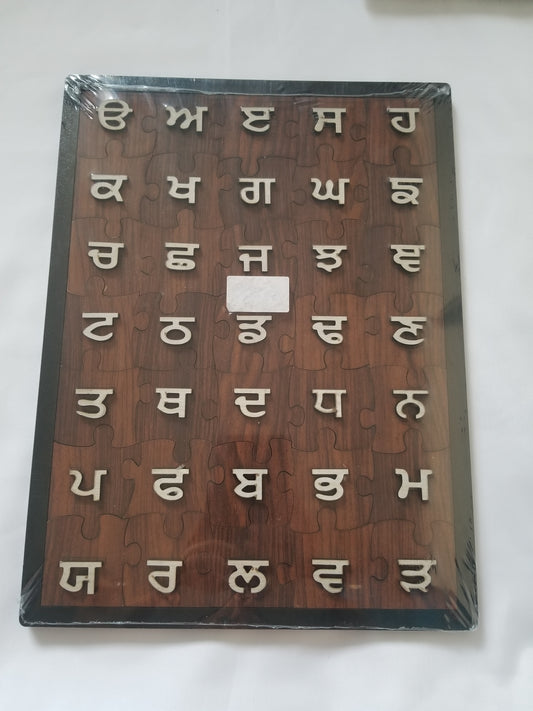 ੳ ਅ ੲ ਸ ਹ
ਕ ਖ ਗ ਘ ਙ
ਚ ਛ ਜ ਝ ਞ
ਟ ਠ ਡ ਢ ਣ
ਤ ਥ ਦ ਧ ਨ
ਪ ਫ ਬ ਭ ਮ
ਯ ਰ ਲ ਵ ੜ